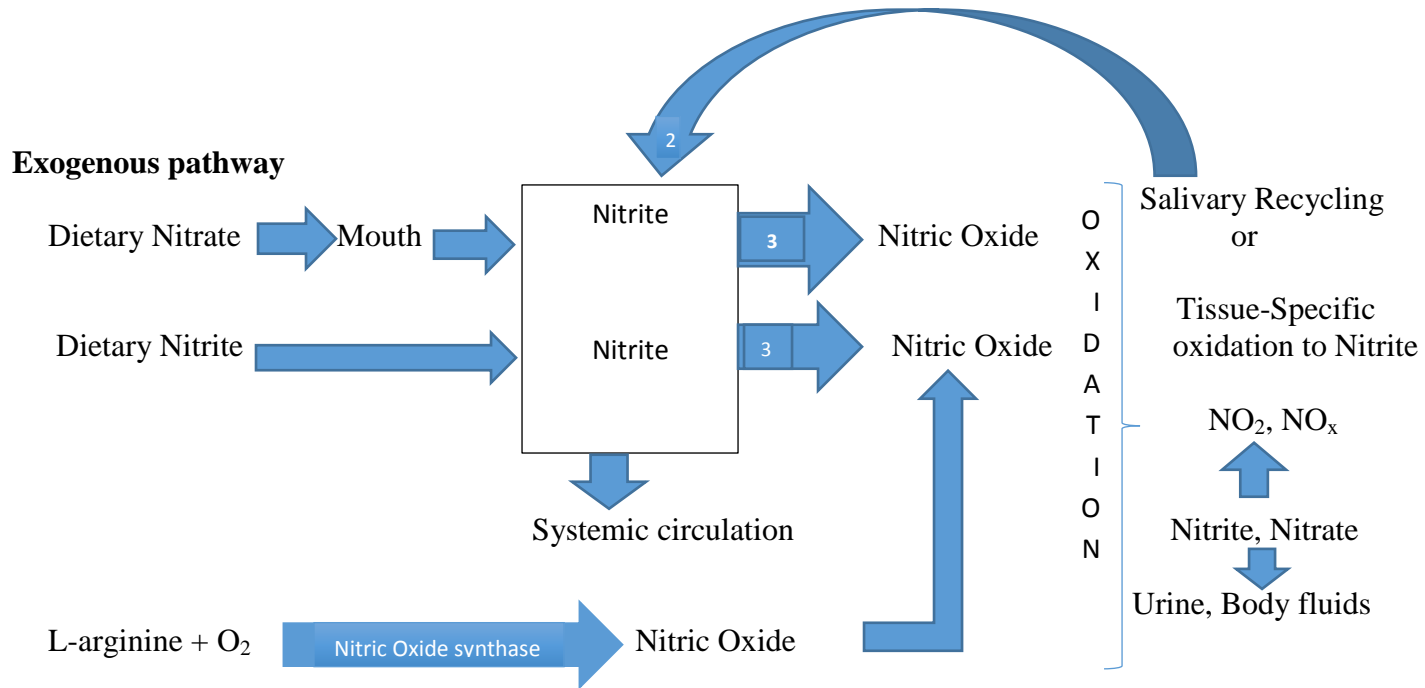 2
Exogenous pathway
Dietary Nitrate
Mouth
Nitrite
3
Nitric Oxide
Dietary Nitrite
Nitrite
3
Nitric Oxide
Systemic circulation
L-arginine + O₂
Nitric Oxide synthase
Nitric Oxide
O
X
I
D
A
T
I
O
N
Salivary Recycling
or
Tissue-Specific
oxidation to Nitrite
NO₂, NOₓ
Nitrite, Nitrate
Urine, Body fluids